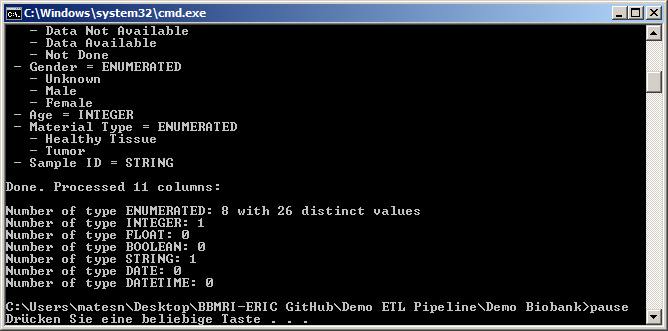 C:\Windows\system32\cmd.exe
- Data Not Available
- Data Available
- Not Done
- Gender = ENUMERATED
- Unknown
- Male
- Female
- Age = INTEGER
- Material Type = ENUMERATED
- Healthy Tissue
- Tumor
- Sample ID = STRING
Done. Processed 11 columns:
Number of type ENUMERATED: 8 with 26 distinct values
Number of type INTEGER: 1
Number of type FLOAT: 0
Number of type BOOLEAN: 0
Number of type STRING: 1
Number of type DATE: 0
Number of type DATETIME: 0
C:\Users\matesn\Desktop\BBMRI-ERIC GitHub\Demo ETL Pipeline\Demo Biobank>pause
Drücken Sie eine beliebige Taste . . .